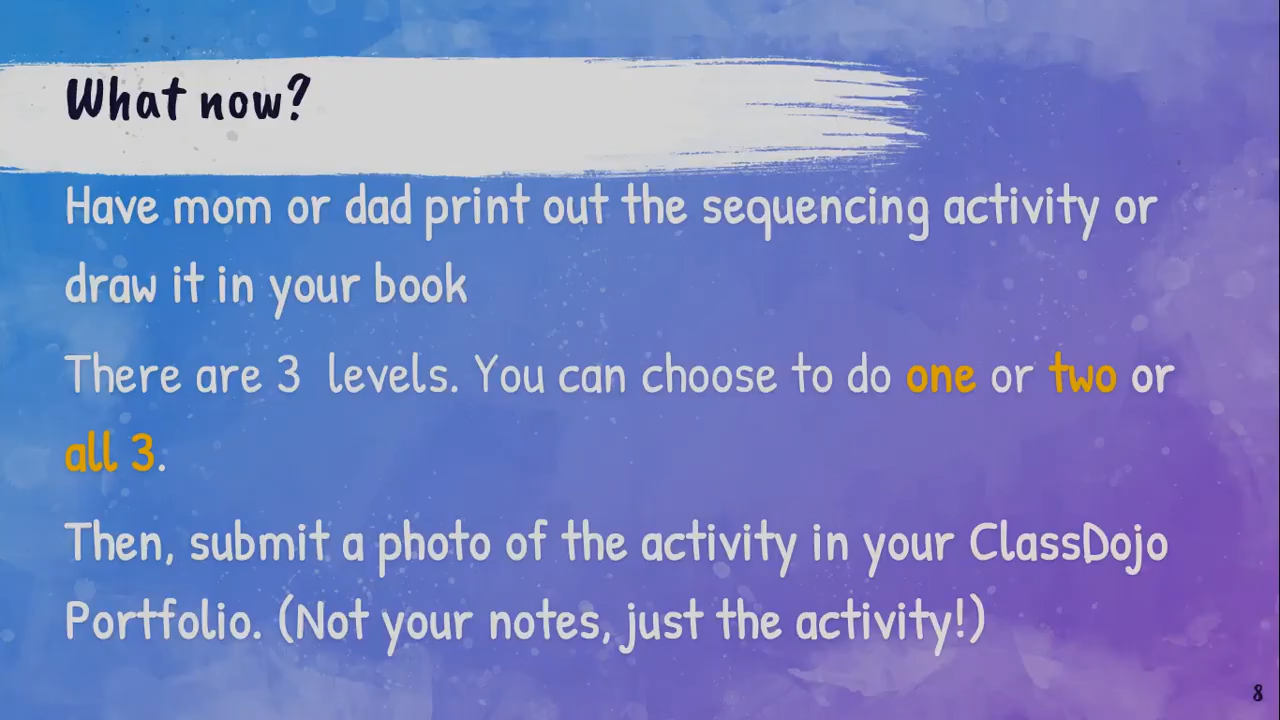 What now?
Have mom or dad print out the sequencing activity or
draw it in your book
There are 3 levels. You can choose to do one or two or
all 3.
Then, submit a photo of the activity in your ClassDojo
Portfolio. (Not your notes, just the activity!)
8